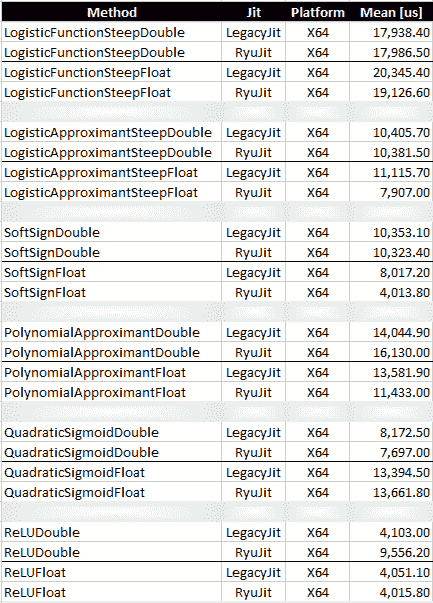 Method Jit Platform Mean [us]
LogisticFunctionSteepDouble LegacyJit X64 17,938.40
LogisticFunctionSteepDouble RyuJit X64 17,986.50
LogisticFunctionSteepFloat LegacyJit X64 20,345.40
LogisticFunctionSteepFloat RyuJit X64 19,126.60
LogisticApproximantSteepDouble LegacyJit X64 10,405.70
LogisticApproximantSteepDouble RyuJit X64 10,381.50
LogisticApproximantSteepFloat LegacyJit X64 11,115.70
LogisticApproximantSteepFloat RyuJit X64 7,907.00
SoftSignDouble LegacyJit X64 10,353.10
SoftSignDouble RyuJit X64 10,323.40
SoftSignFloat LegacyJit X64 8,017.20
SoftSignFloat RyuJit X64 4,013.80
PolynomialApproximantDouble LegacyJit X64 14,044.90
PolynomialApproximantDouble RyuJit X64 16,130.00
PolynomialApproximantFloat LegacyJit X64 13,581.90
PolynomialApproximantFloat RyuJit X64 11,433.00
QuadraticSigmoidDouble LegacyJit X64 8,172.50
QuadraticSigmoidDouble RyuJit X64 7,697.00
QuadraticSigmoidFloat LegacyJit X64 13,394.50
QuadraticSigmoidFloat RyuJit X64 13,661.80
ReLUDouble LegacyJit X64 4,103.00
ReLUDouble RyuJit X64 9,556.20
ReLUFloat LegacyJit X64 4,051.10
ReLUFloat RyuJit X64 4,015.80